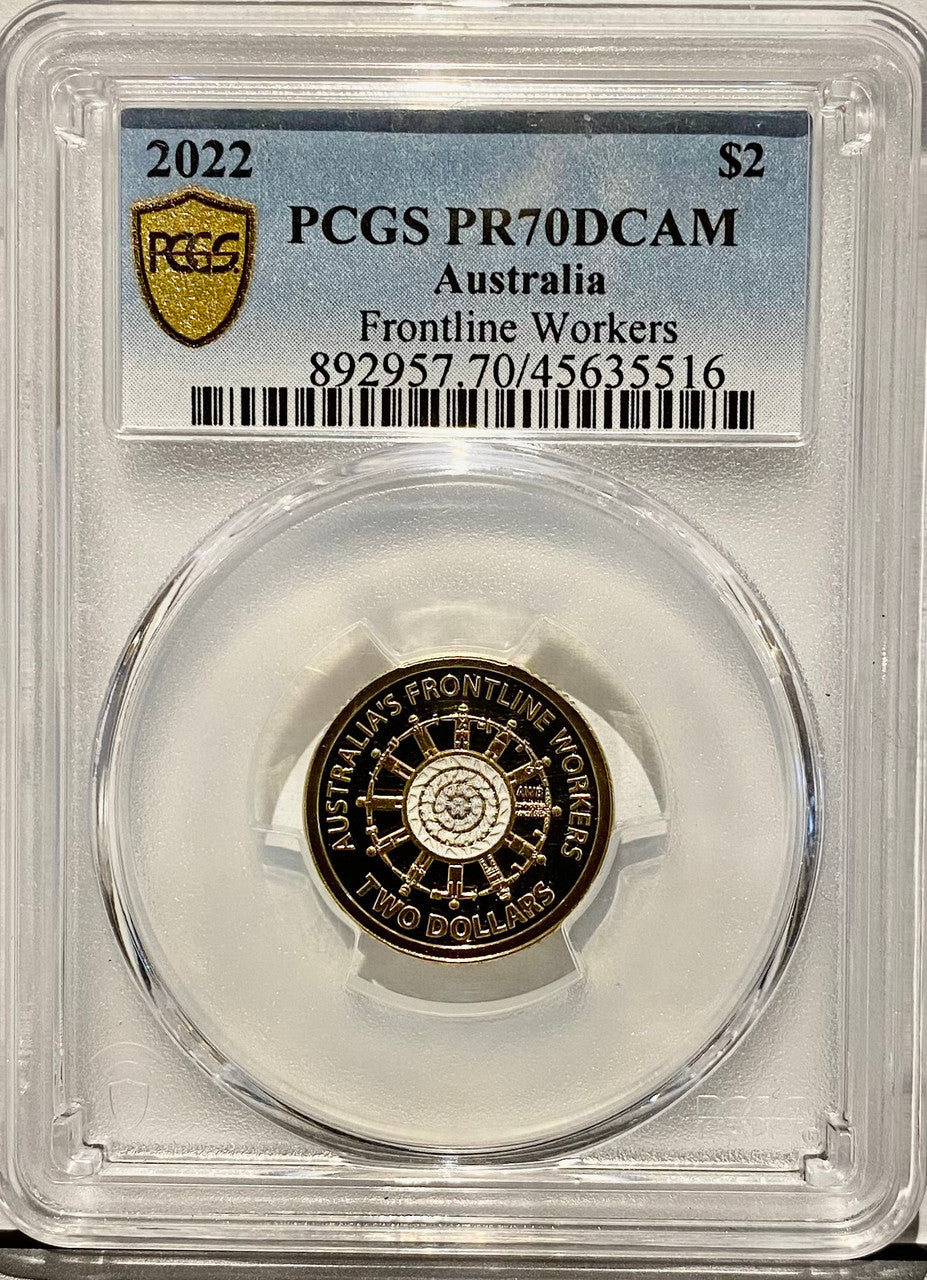 2022 $2
PCGS
PCGS PR70DCAM
Australia
Frontline Workers
892957.70/45635516
AUSTRALIA'S FRONTLINE WORKERS
TWO DOLLARS